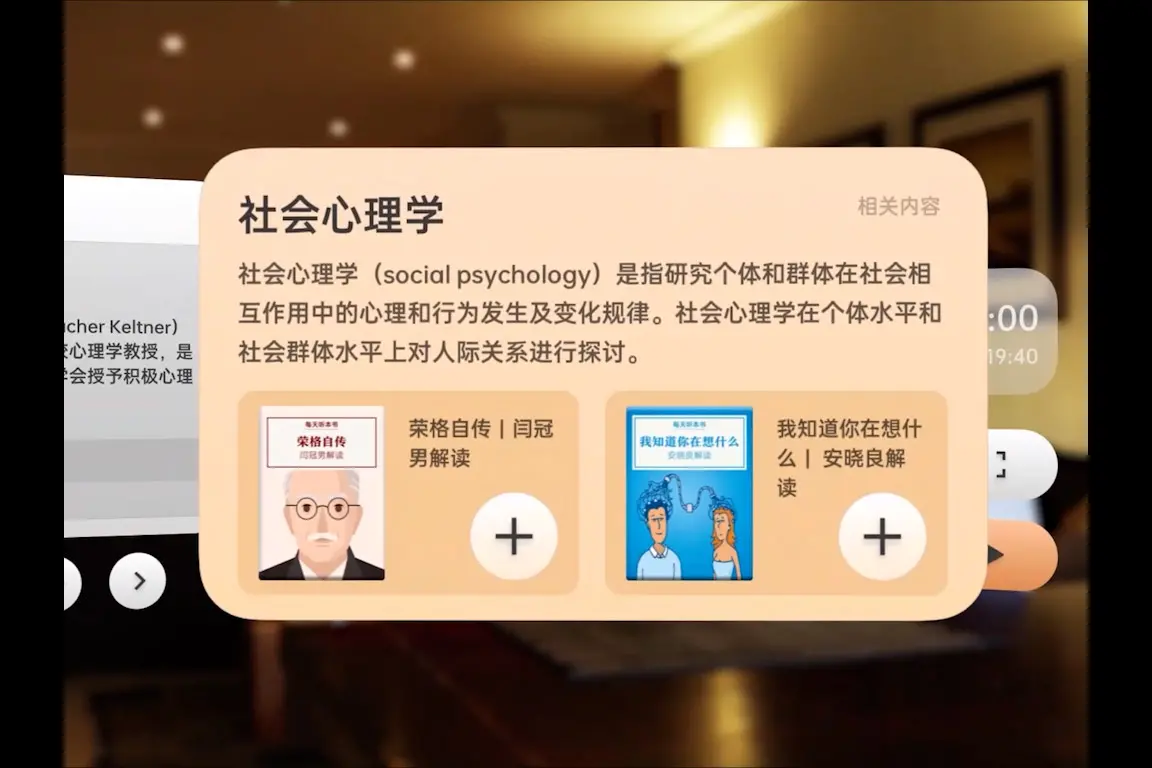 社会心理学
相关内容
社会心理学（social psychology）是指研究个体和群体在社会相
互作用中的心理和行为发生及变化规律。社会心理学在个体水平和
社会群体水平上对人际关系进行探讨。
每天听本书
荣格自传
闫冠男解读
荣格自传 | 闫冠
男解读
每天听本书
我知道你在想什么
安晓良解读
我知道你在想什
么 | 安晓良解
读
cher Keltner)
心理学教授，是
会授予积极心理
:00
19:40